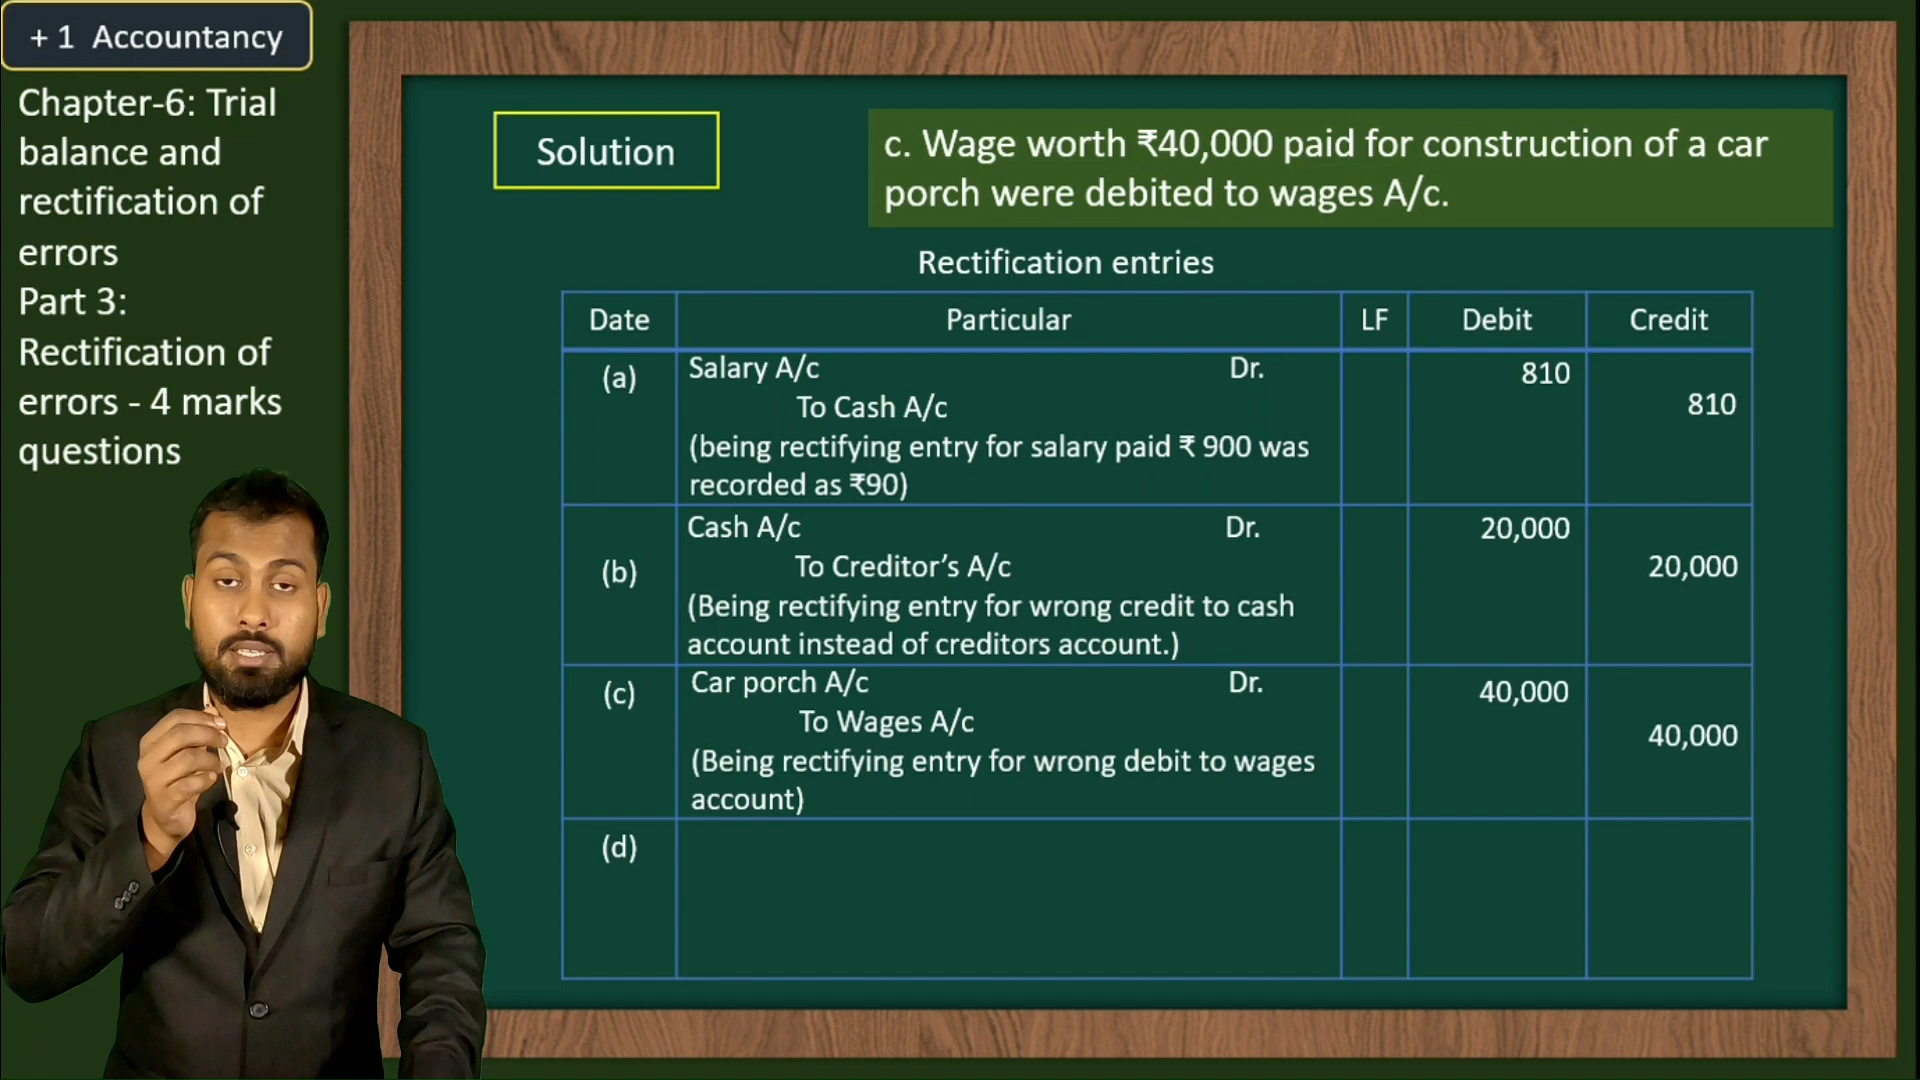 + 1 Accountancy
Chapter-6: Trial
balance and
rectification of
errors
Part 3:
Rectification of
errors - 4 marks
questions
Solution
c. Wage worth ₹40,000 paid for construction of a car
porch were debited to wages A/c.
Rectification entries
Date Particular LF Debit Credit
(a) Salary A/c Dr. 810
To Cash A/c 810
(being rectifying entry for salary paid ₹ 900 was
recorded as ₹90)
Cash A/c Dr. 20,000
(b) To Creditor’s A/c 20,000
(Being rectifying entry for wrong credit to cash
account instead of creditors account.)
(c) Car porch A/c Dr. 40,000
To Wages A/c 40,000
(Being rectifying entry for wrong debit to wages
account)
(d)